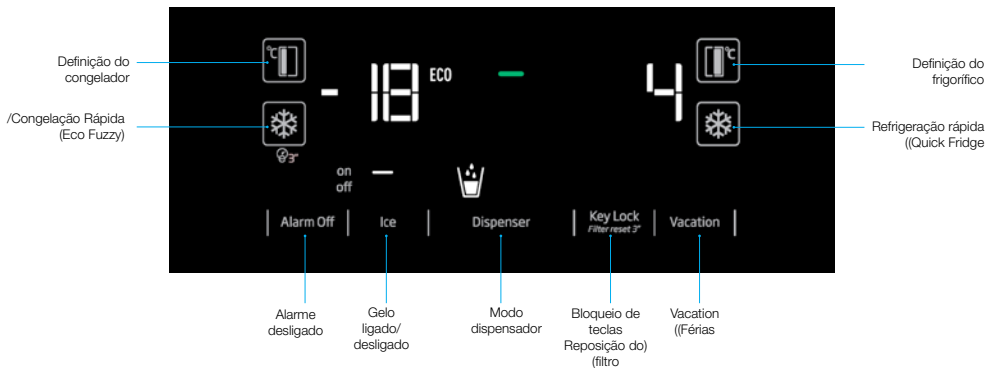 Definição do
congelador
/Congelação Rápida
(Eco Fuzzy)
°C
- 18 ECO
4
°C
3"
on
off
Definição do
frigorífico
Refrigeração rápida
((Quick Fridge
Alarm Off
Ice
Dispenser
Key Lock
Filter reset 3"
Vacation
Alarme
desligado
Gelo
ligado/
desligado
Modo
dispensador
Bloqueio de
teclas
Reposição do)
(filtro
Vacation
((Férias